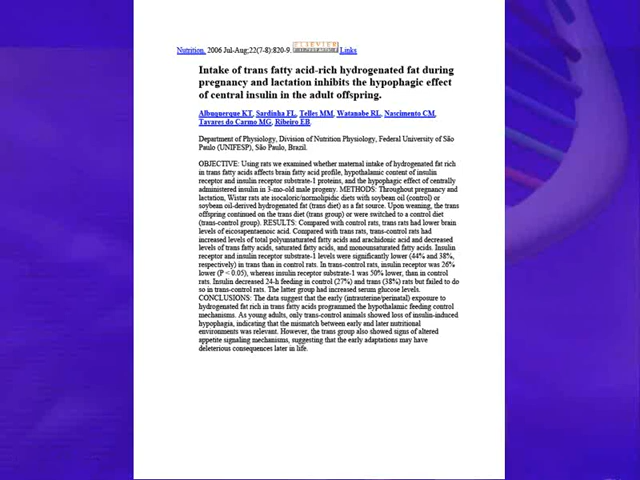 Nutrition. 2006 Jul-Aug;22(7-8):820-9. ELSEVIER Links
Intake of trans fatty acid-rich hydrogenated fat during
pregnancy and lactation inhibits the hypophagic effect
of central insulin in the adult offspring.
Albuquerque KT, Sardinha FL, Telles MM, Watanabe RL, Nascimento CM,
Tavares do Carmo MG, Ribeiro EB.
Department of Physiology, Division of Nutrition Physiology, Federal University of São
Paulo (UNIFESP), São Paulo, Brazil.
OBJECTIVE: Using rats we examined whether maternal intake of hydrogenated fat rich
in trans fatty acids affects brain fatty acid profile, hypothalamic content of insulin
receptor and insulin receptor substrate-1 proteins, and the hypophagic effect of centrally
administered insulin in 3-mo-old male progeny. METHODS: Throughout pregnancy and
lactation, Wistar rats ate isocaloric/normolipidic diets with soybean oil (control) or
soybean oil-derived hydrogenated fat (trans diet) as a fat source. Upon weaning, the trans
offspring continued on the trans diet (trans group) or were switched to a control diet
(trans-control group). RESULTS: Compared with control rats, trans rats had lower brain
levels of eicosapentaenoic acid. Compared with trans rats, trans-control rats had
increased levels of total polyunsaturated fatty acids and arachidonic acid and decreased
levels of trans fatty acids, saturated fatty acids, and monounsaturated fatty acids. Insulin
receptor and insulin receptor substrate-1 levels were significantly lower (44% and 38%,
respectively) in trans than in control rats. In trans-control rats, insulin receptor was 26%
lower (P < 0.05), whereas insulin receptor substrate-1 was 50% lower, than in control
rats. Insulin decreased 24-h feeding in control (27%) and trans (38%) rats but failed to do
so in trans-control rats. The latter group had increased serum glucose levels.
CONCLUSIONS: The data suggest that the early (intrauterine/perinatal) exposure to
hydrogenated fat rich in trans fatty acids programmed the hypothalamic feeding control
mechanisms. As young adults, only trans-control animals showed loss of insulin-induced
hypophagia, indicating that the mismatch between early and later nutritional
environments was relevant. However, the trans group also showed signs of altered
appetite signaling mechanisms, suggesting that the early adaptations may have
deleterious consequences later in life.